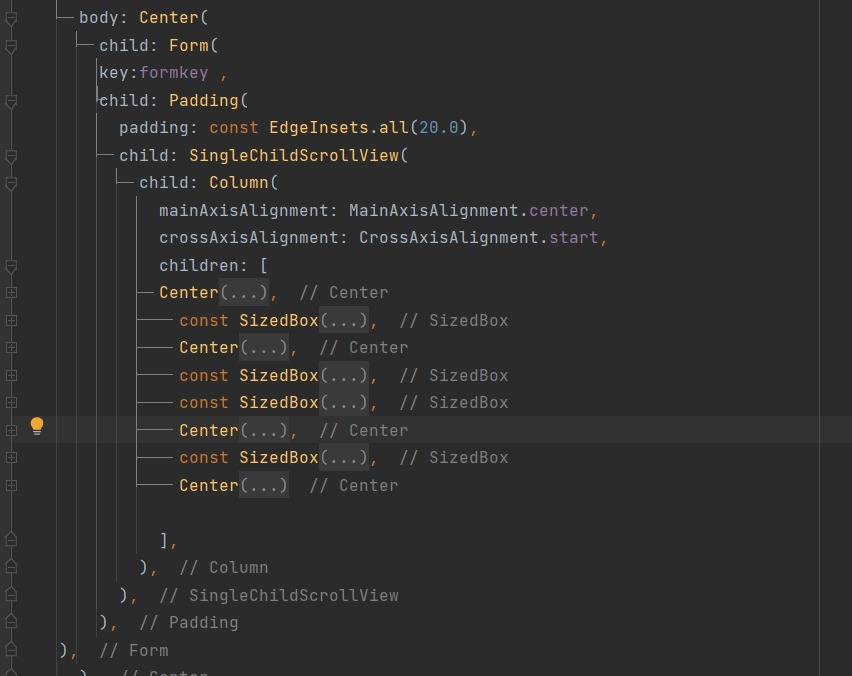 body: Center(
child: Form(
key:formkey ,
child: Padding(
padding: const EdgeInsets.all(20.0),
child: SingleChildScrollView(
child: Column(
mainAxisAlignment: MainAxisAlignment.center,
crossAxisAlignment: CrossAxisAlignment.start,
children: [
Center(...),  // Center
const SizedBox(...),  // SizedBox
Center(...),  // Center
const SizedBox(...),  // SizedBox
const SizedBox(...),  // SizedBox
Center(...),  // Center
const SizedBox(...),  // SizedBox
Center(...)  // Center
],
),  // Column
),  // SingleChildScrollView
),  // Padding
),  // Form
),  // Center